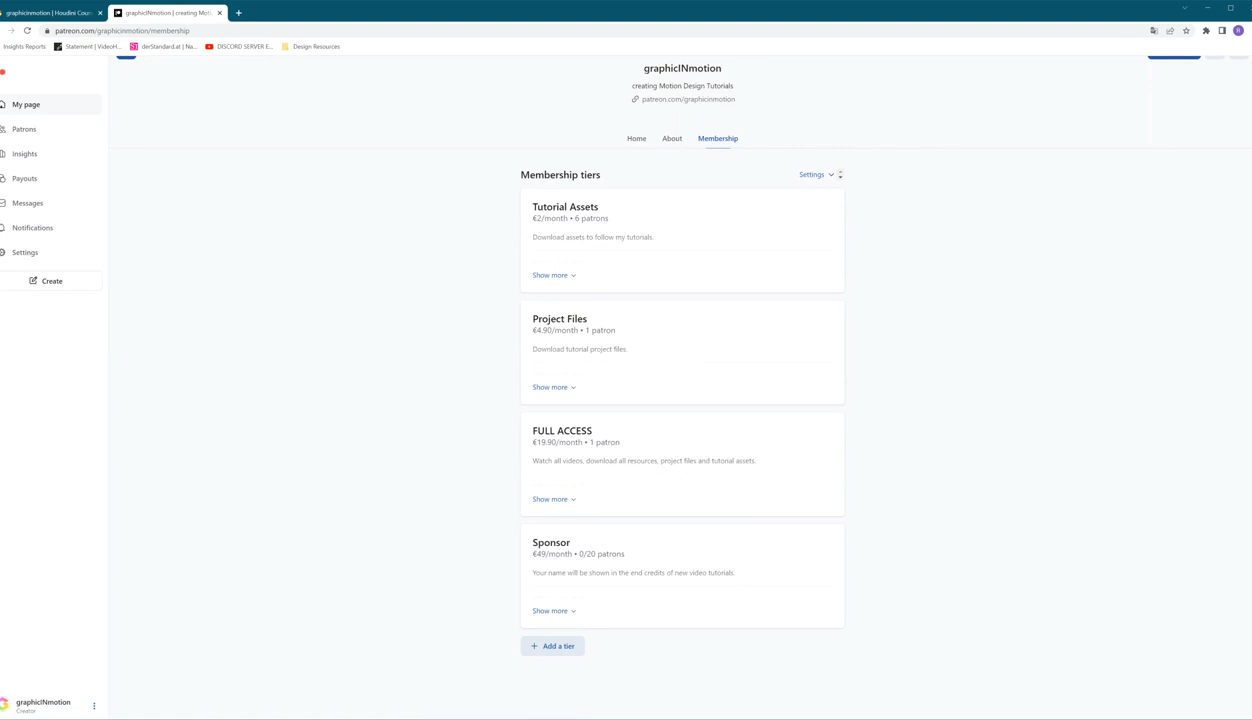 graphicinmotion | Houdini Cour
graphicINmotion | creating Moti
patreon.com/graphicinmotion/membership
Insights Reports
Statement | VideoH...
derStandard.at | Na...
DISCORD SERVER E...
Design Resources
R
My page
Patrons
Insights
Payouts
Messages
Notifications
Settings
Create
graphicINmotion
creating Motion Design Tutorials
patreon.com/graphicinmotion
Home About Membership
Membership tiers
Settings
Tutorial Assets
€2/month • 6 patrons
Download assets to follow my tutorials.
Show more
Project Files
€4.90/month • 1 patron
Download tutorial project files.
Show more
FULL ACCESS
€19.90/month • 1 patron
Watch all videos, download all resources, project files and tutorial assets.
Show more
Sponsor
€49/month • 0/20 patrons
Your name will be shown in the end credits of new video tutorials.
Show more
Add a tier
graphicINmotion
Creator